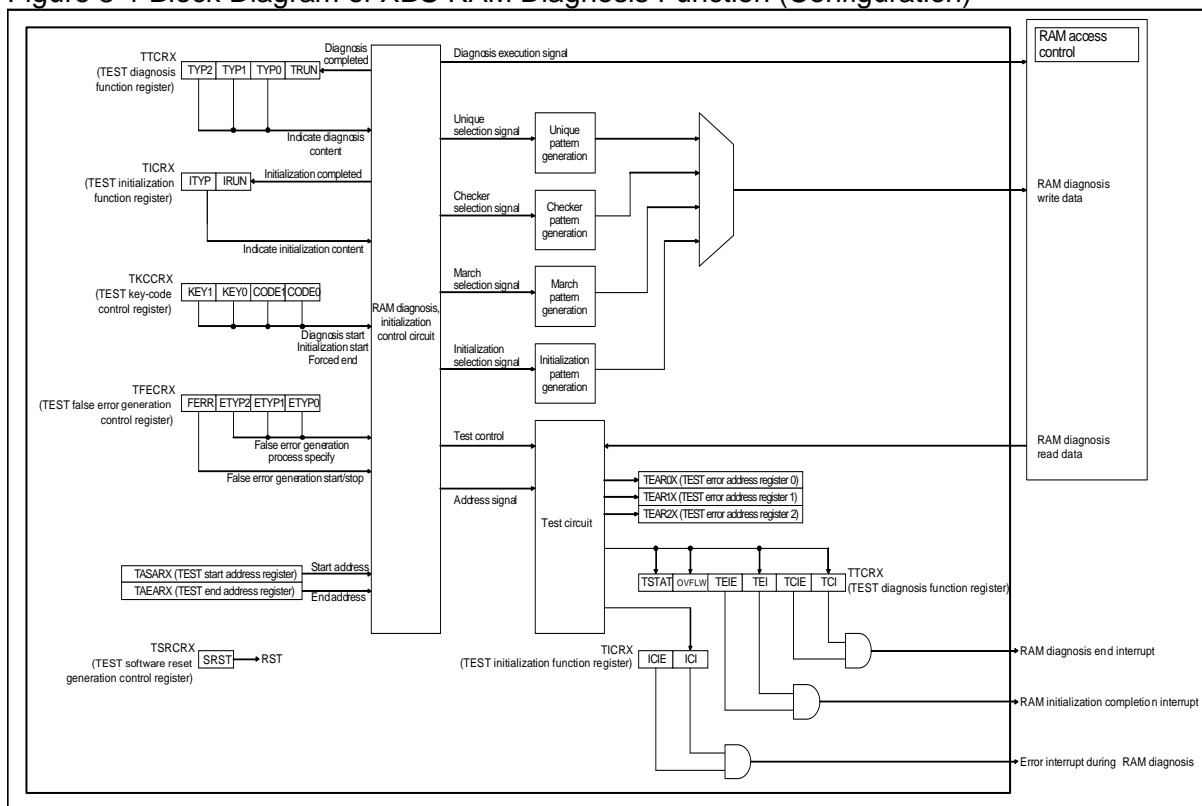 Figure 3-1 Block Diagram of XBS RAM Diagnosis Function (Configuration)
RAM access
control
TTCRX
(TEST diagnosis
function register)
TYP2 TYP1 TYP0 TRUN
Diagnosis
completed
Diagnosis execution signal
Indicate diagnosis
content
Unique
selection signal
Unique
pattern
generation
TICRX
(TEST initialization
function register)
ITYP IRUN
Initialization completed
Indicate initialization content
Checker
selection signal
Checker
pattern
generation
RAM diagnosis
write data
TKCCRX
(TEST key-code
control register)
KEY1 KEY0 CODE1 CODE0
Diagnosis start
Initialization start
Forced end
RAM diagnosis,
initialization
control circuit
March
selection signal
March
pattern
generation
Initialization
selection signal
Initialization
pattern
generation
TFECRX
(TEST false error generation
control register)
FERR ETYP2 ETYP1 ETYP0
False error generation
process specify
False error generation start/stop
Test control
Address signal
Test circuit
RAM diagnosis
read data
TEAR0X (TEST error address register 0)
TEAR1X (TEST error address register 1)
TEAR2X (TEST error address register 2)
TASARX (TEST start address register)
TAEARX (TEST end address register)
Start address
End address
TSTAT OVFLW TEIE TEI TCIE TCI
TTCRX
(TEST diagnosis function register)
TSRCRX
(TEST software reset
generation control register)
SRST
RST
TICRX
(TEST initialization function register)
ICIE ICI
RAM diagnosis end interrupt
RAM initialization completion interrupt
Error interrupt during RAM diagnosis